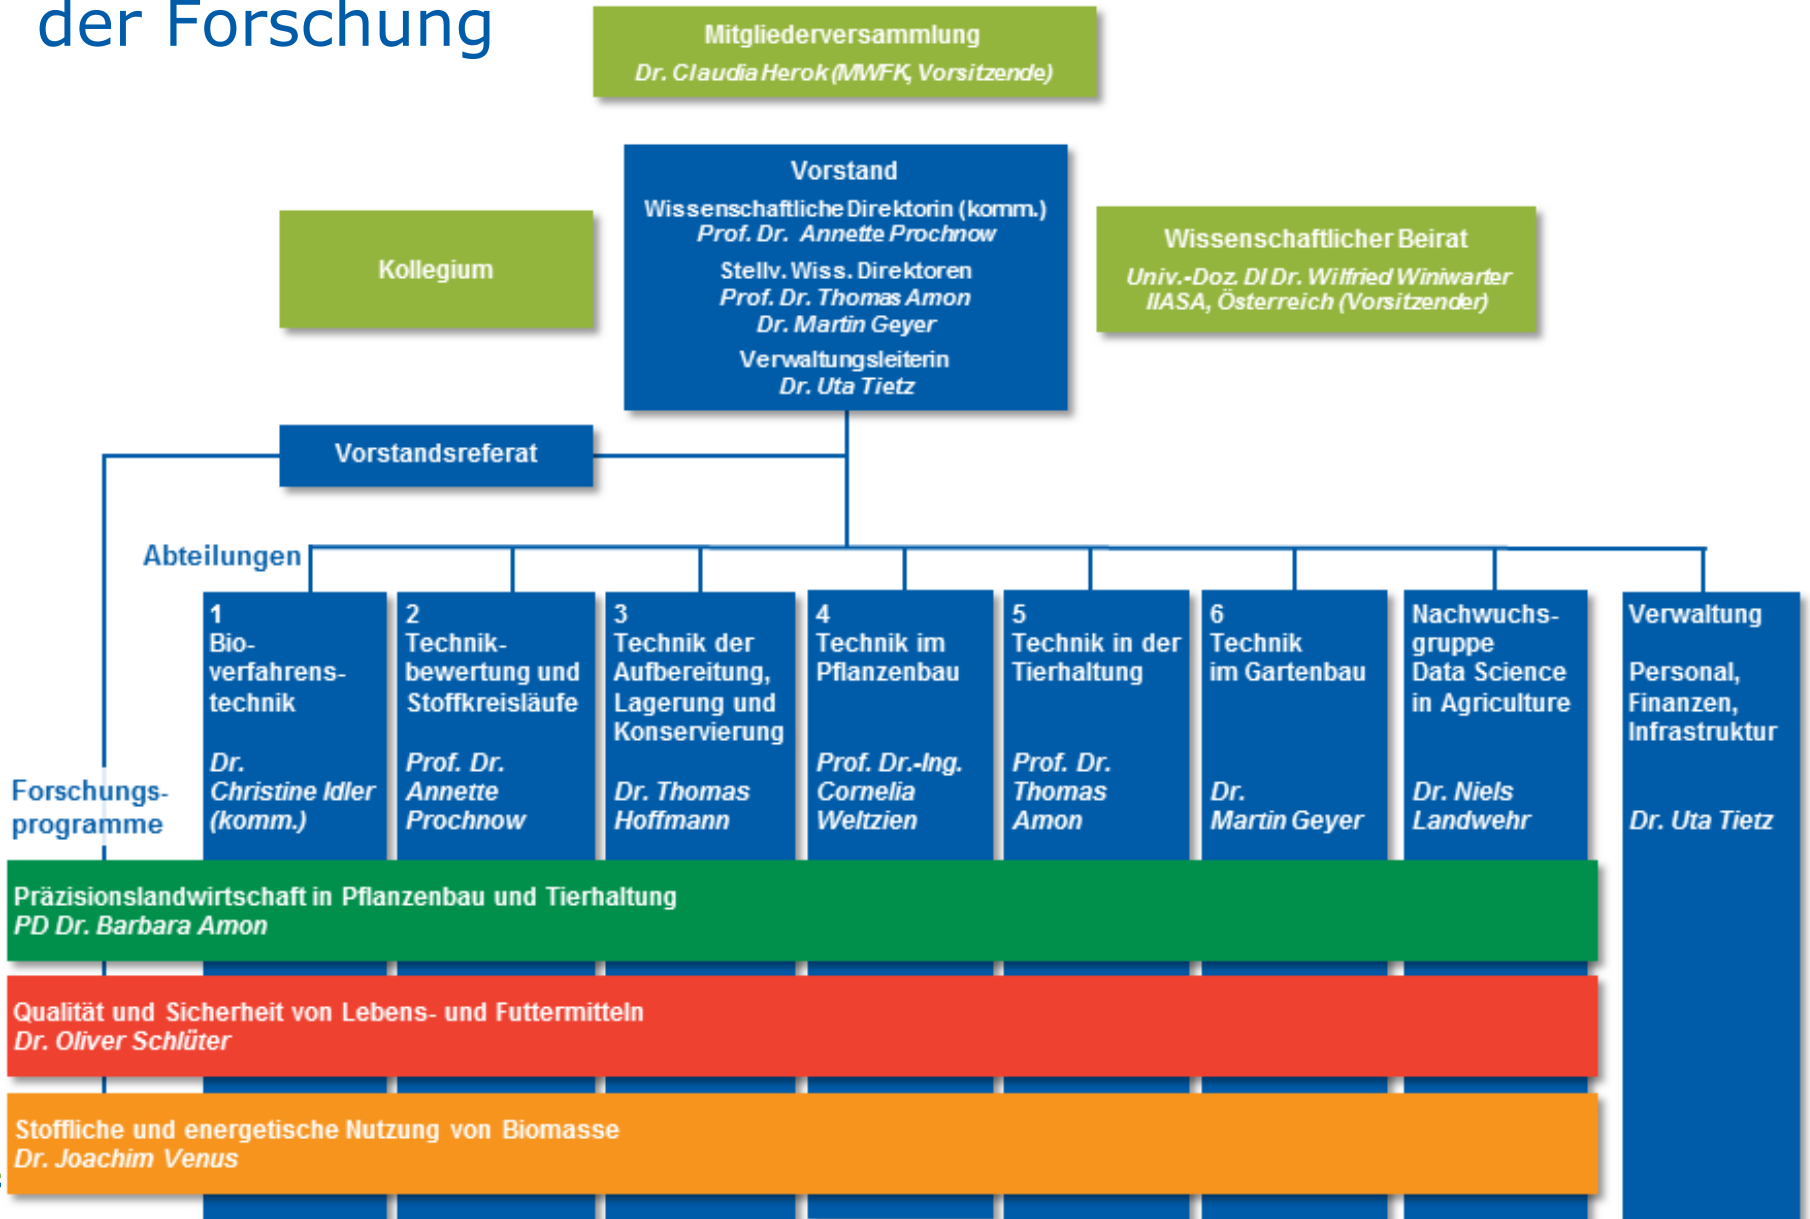 der Forschung
Mitgliederversammlung
Dr. Claudia Herok (MWFK, Vorsitzende)
Vorstand
Wissenschaftliche Direktorin (komm.)
Prof. Dr. Annette Prochnow
Stellv. Wiss. Direktoren
Prof. Dr. Thomas Amon
Dr. Martin Geyer
Verwaltungsleiterin
Dr. Uta Tietz
Kollegium
Wissenschaftlicher Beirat
Univ.-Doz. DI Dr. Wilfried Winiwarter
IIASA, Österreich (Vorsitzender)
Vorstandsreferat
Abteilungen
1
Bio-
verfahrens-
technik
Dr.
Christine Idler
(komm.)
2
Technik-
bewertung und
Stoffkreisläufe
Prof. Dr.
Annette
Prochnow
3
Technik der
Aufbereitung,
Lagerung und
Konservierung
Dr. Thomas
Hoffmann
4
Technik im
Pflanzenbau
Prof. Dr.-Ing.
Cornelia
Weltzien
5
Technik in der
Tierhaltung
Prof. Dr.
Thomas
Amon
6
Technik
im Gartenbau
Dr.
Martin Geyer
Nachwuchs-
gruppe
Data Science
in Agriculture
Dr. Niels
Landwehr
Verwaltung
Personal,
Finanzen,
Infrastruktur
Dr. Uta Tietz
Forschungs-
programme
Präzisionslandwirtschaft in Pflanzenbau und Tierhaltung
PD Dr. Barbara Amon
Qualität und Sicherheit von Lebens- und Futtermitteln
Dr. Oliver Schlüter
Stoffliche und energetische Nutzung von Biomasse
Dr. Joachim Venus